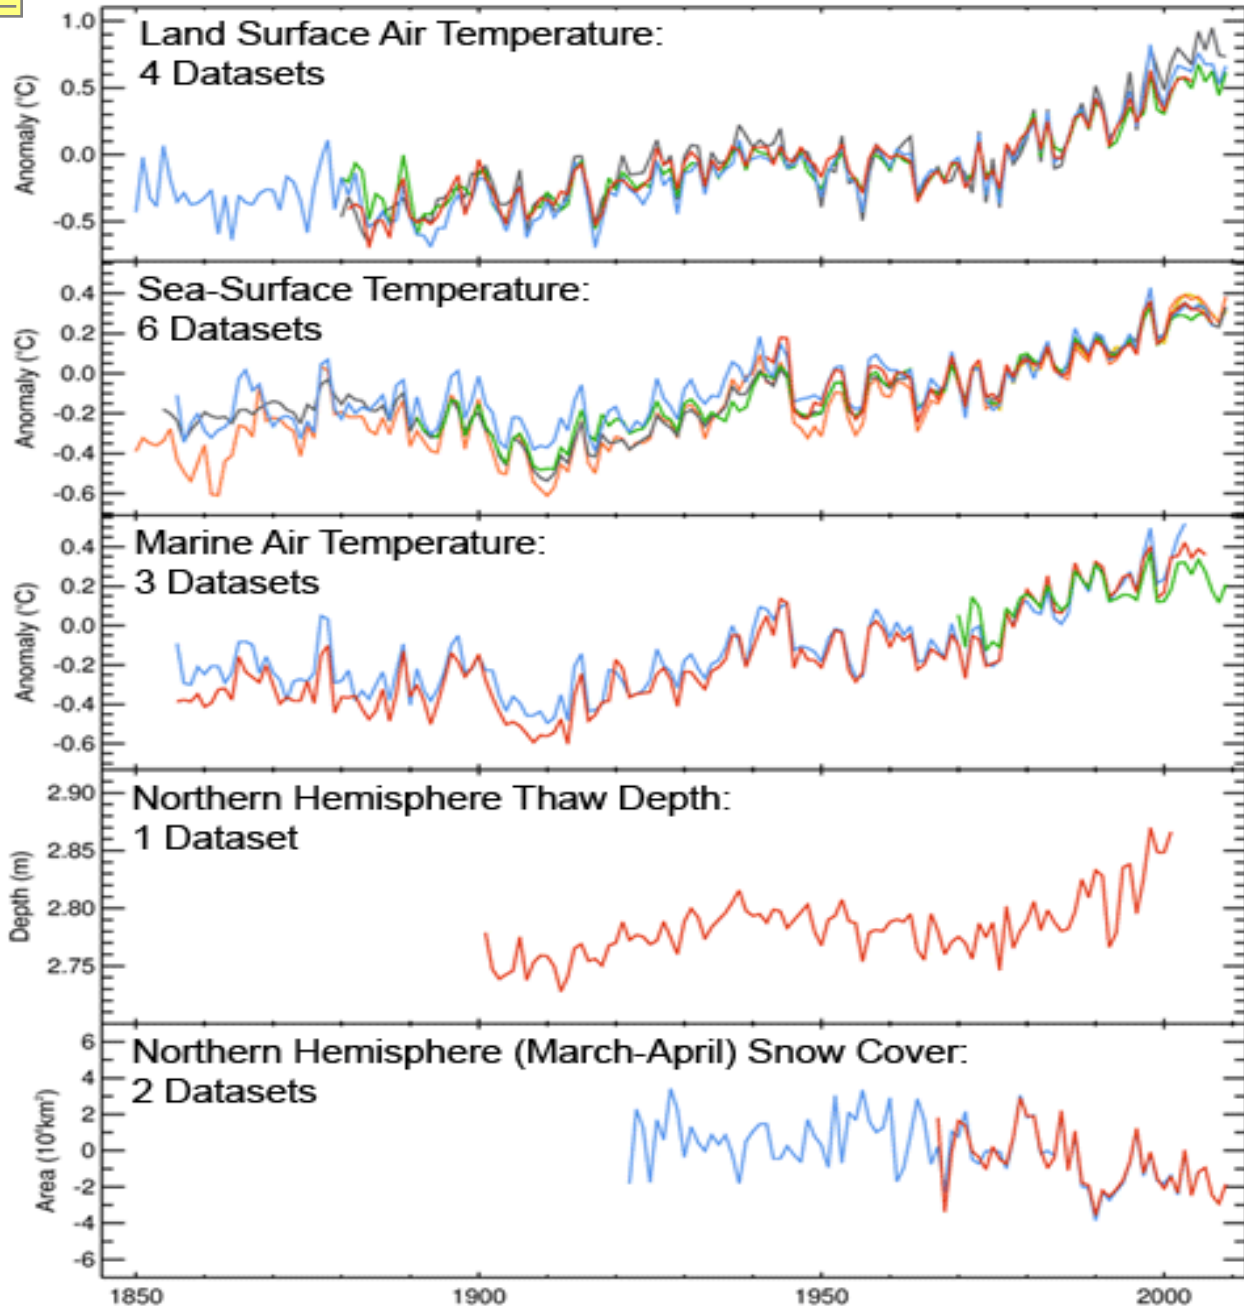 Land Surface Air Temperature:
4 Datasets
1.0
0.5
0.0
-0.5
Anomaly (°C)
Sea-Surface Temperature:
6 Datasets
0.4
0.2
0.0
-0.2
-0.4
-0.6
Anomaly (°C)
Marine Air Temperature:
3 Datasets
0.4
0.2
0.0
-0.2
-0.4
-0.6
Anomaly (°C)
Northern Hemisphere Thaw Depth:
1 Dataset
2.90
2.85
2.80
2.75
Depth (m)
Northern Hemisphere (March-April) Snow Cover:
2 Datasets
6
4
2
0
-2
-4
-6
Area (10⁶km²)
1850 1900 1950 2000